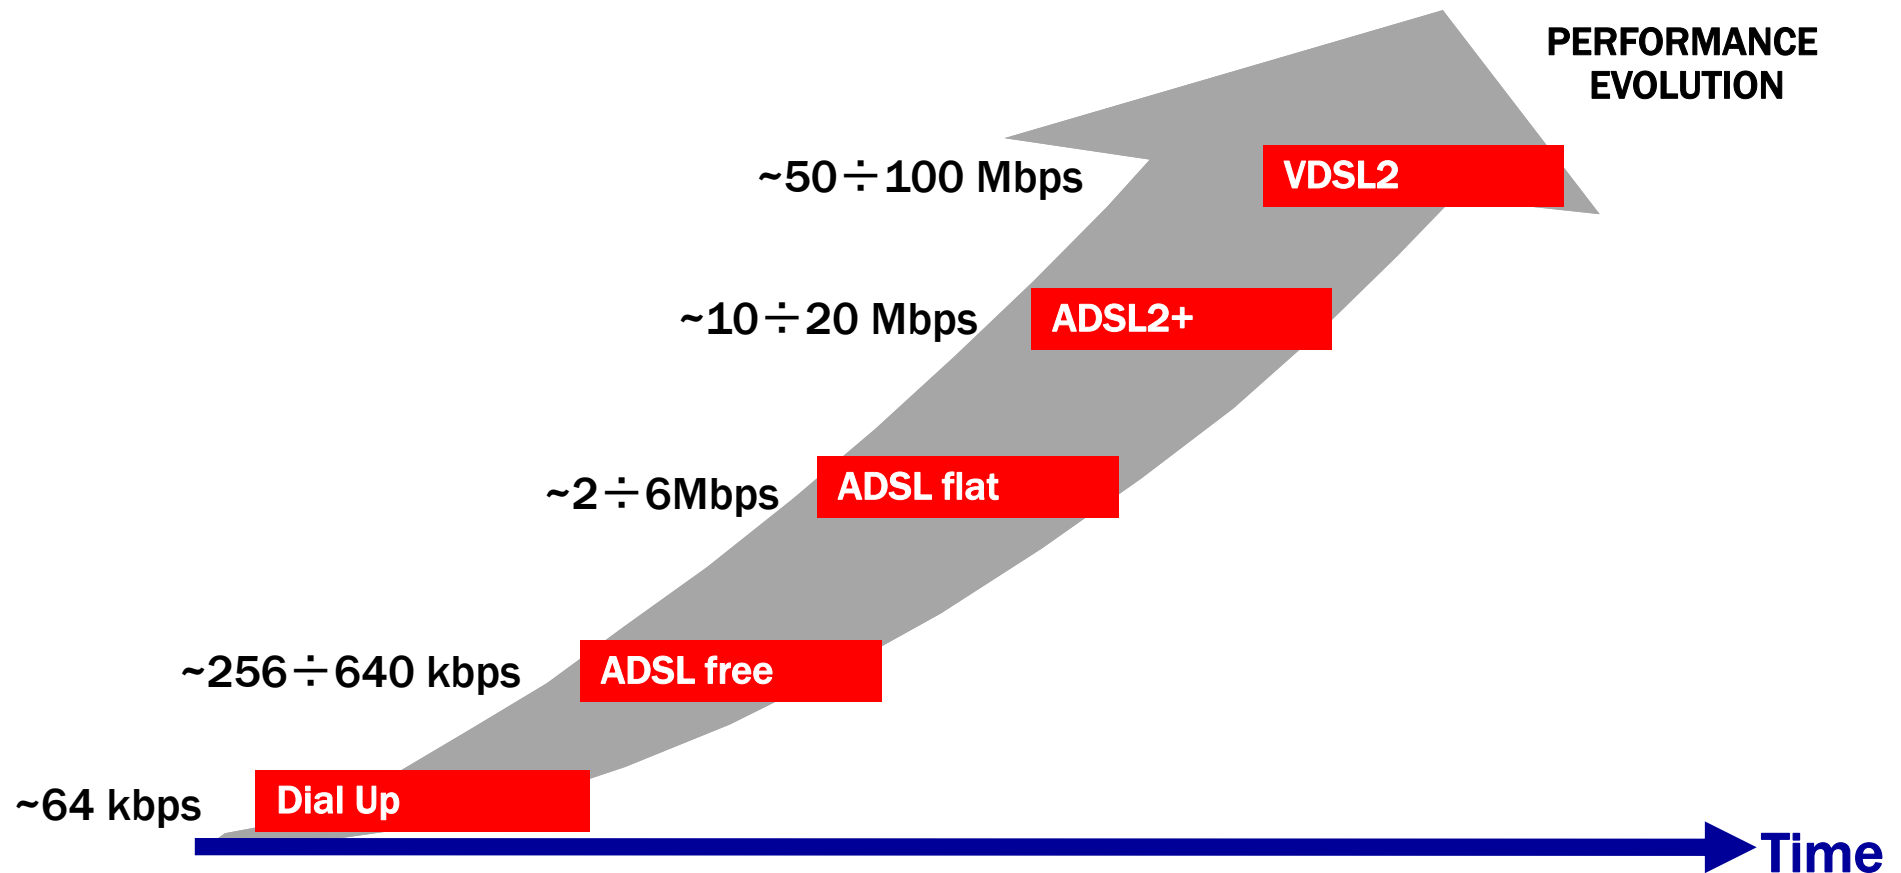 PERFORMANCE
EVOLUTION
~50÷100 Mbps
VDSL2
~10÷20 Mbps
ADSL2+
~2÷6Mbps
ADSL flat
~256÷640 kbps
ADSL free
~64 kbps
Dial Up
Time